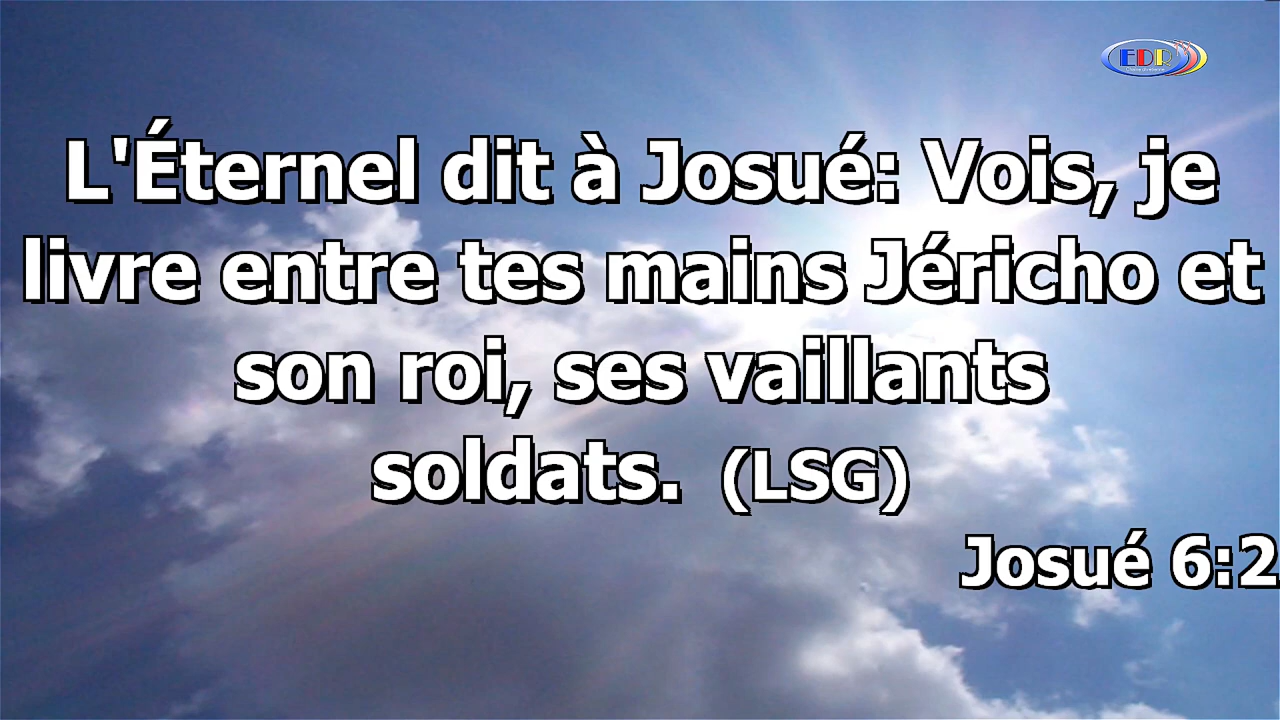 EDR
L'Éternel dit à Josué: Vois, je
livre entre tes mains Jéricho et
son roi, ses vaillants
soldats. (LSG)
Josué 6:2